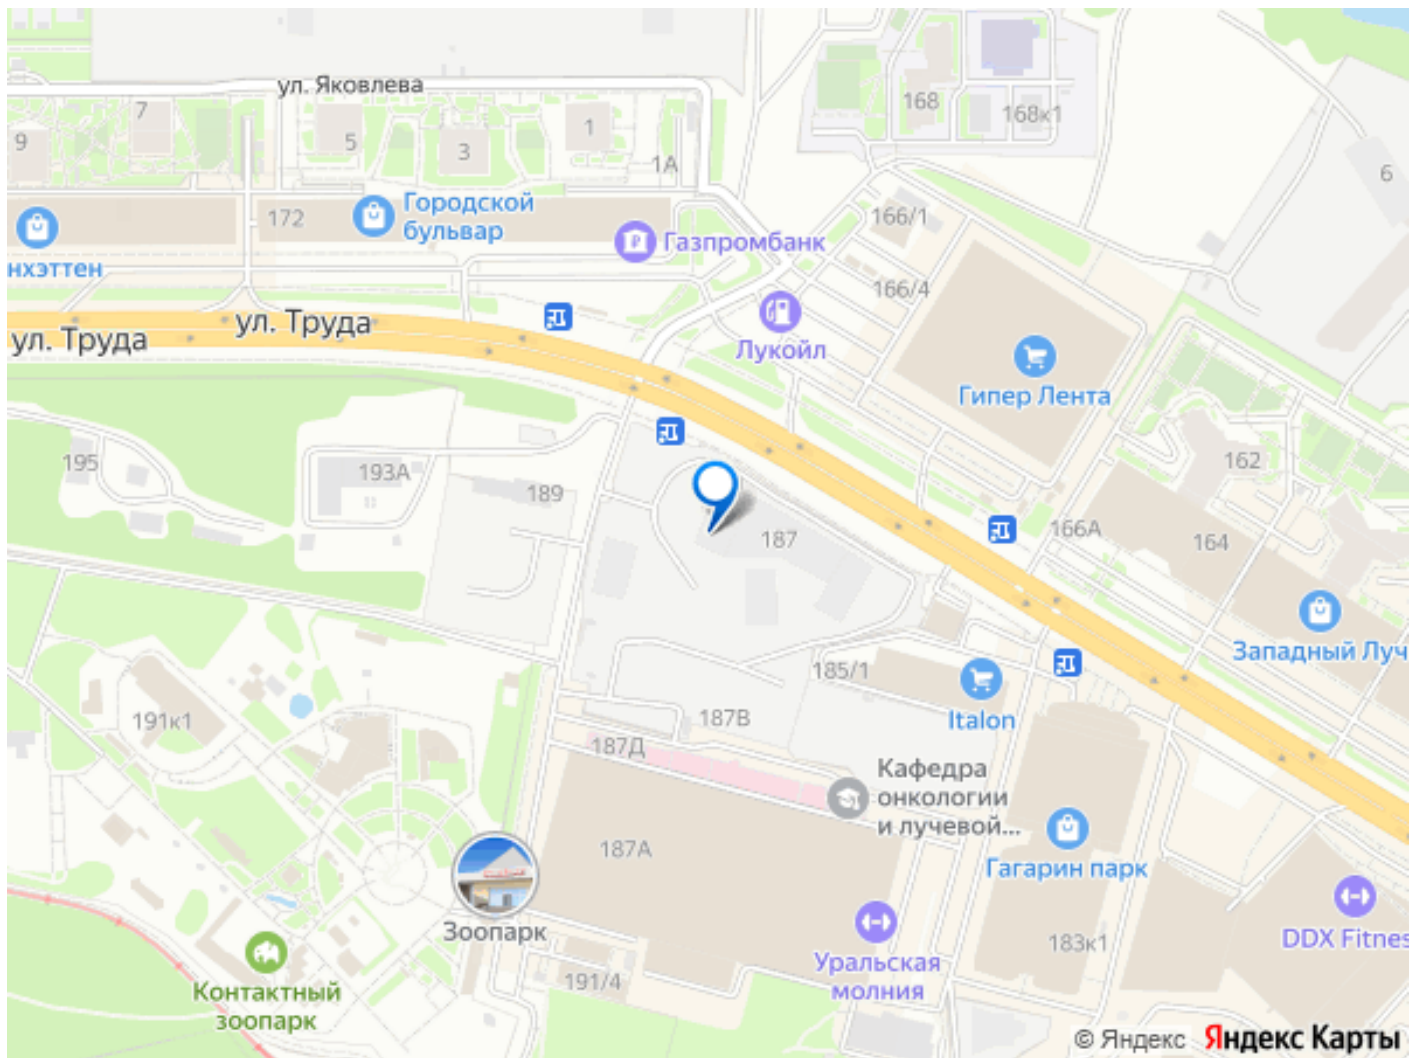 ул. Яковлева
7
9
5
3
1
1А
168
168к1
6
172
Городской
бульвар
нхэттен
Газпромбанк
166/1
166/4
ул. Труда
ул. Труда
Лукойл
Гипер Лента
195
193А
189
187
162
166А
164
Западный Луч
185/1
Italon
191к1
187В
187Д
Кафедра
онкологии
и лучевой...
187А
Гагарин парк
Зоопарк
Уральская
молния
183к1
DDX Fitnes
Контактный
зоопарк
191/4
© Яндекс Яндекс Карты